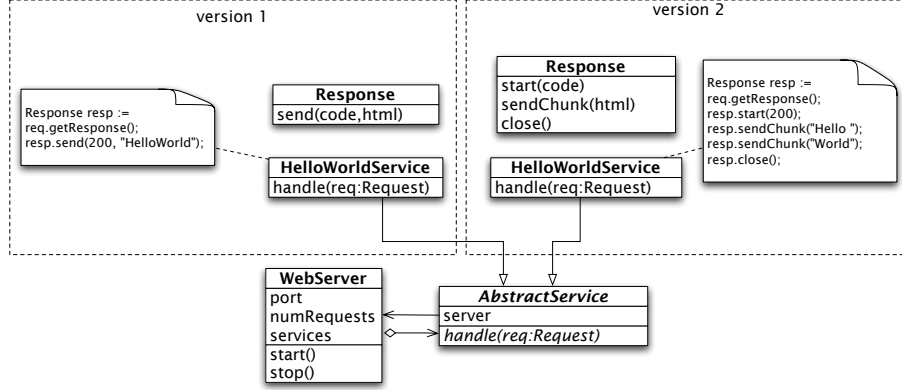 version 1
Response resp :=
req.getResponse();
resp.send(200, "HelloWorld");
Response
send(code,html)
HelloWorldService
handle(req:Request)
version 2
Response
start(code)
sendChunk(html)
close()
Response resp :=
req.getResponse();
resp.start(200);
resp.sendChunk("Hello ");
resp.sendChunk("World");
resp.close();
HelloWorldService
handle(req:Request)
WebServer
port
numRequests
services
start()
stop()
AbstractService
server
handle(req:Request)